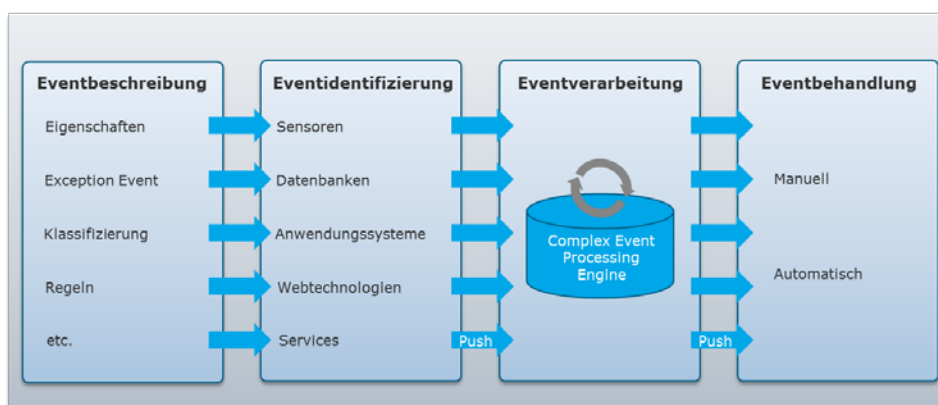 Eventbeschreibung
Eigenschaften
Exception Event
Klassifizierung
Regeln
etc.
Eventidentifizierung
Sensoren
Datenbanken
Anwendungssysteme
Webtechnologien
Services
Push
Eventverarbeitung
Complex Event
Processing
Engine
Push
Eventbehandlung
Manuell
Automatisch